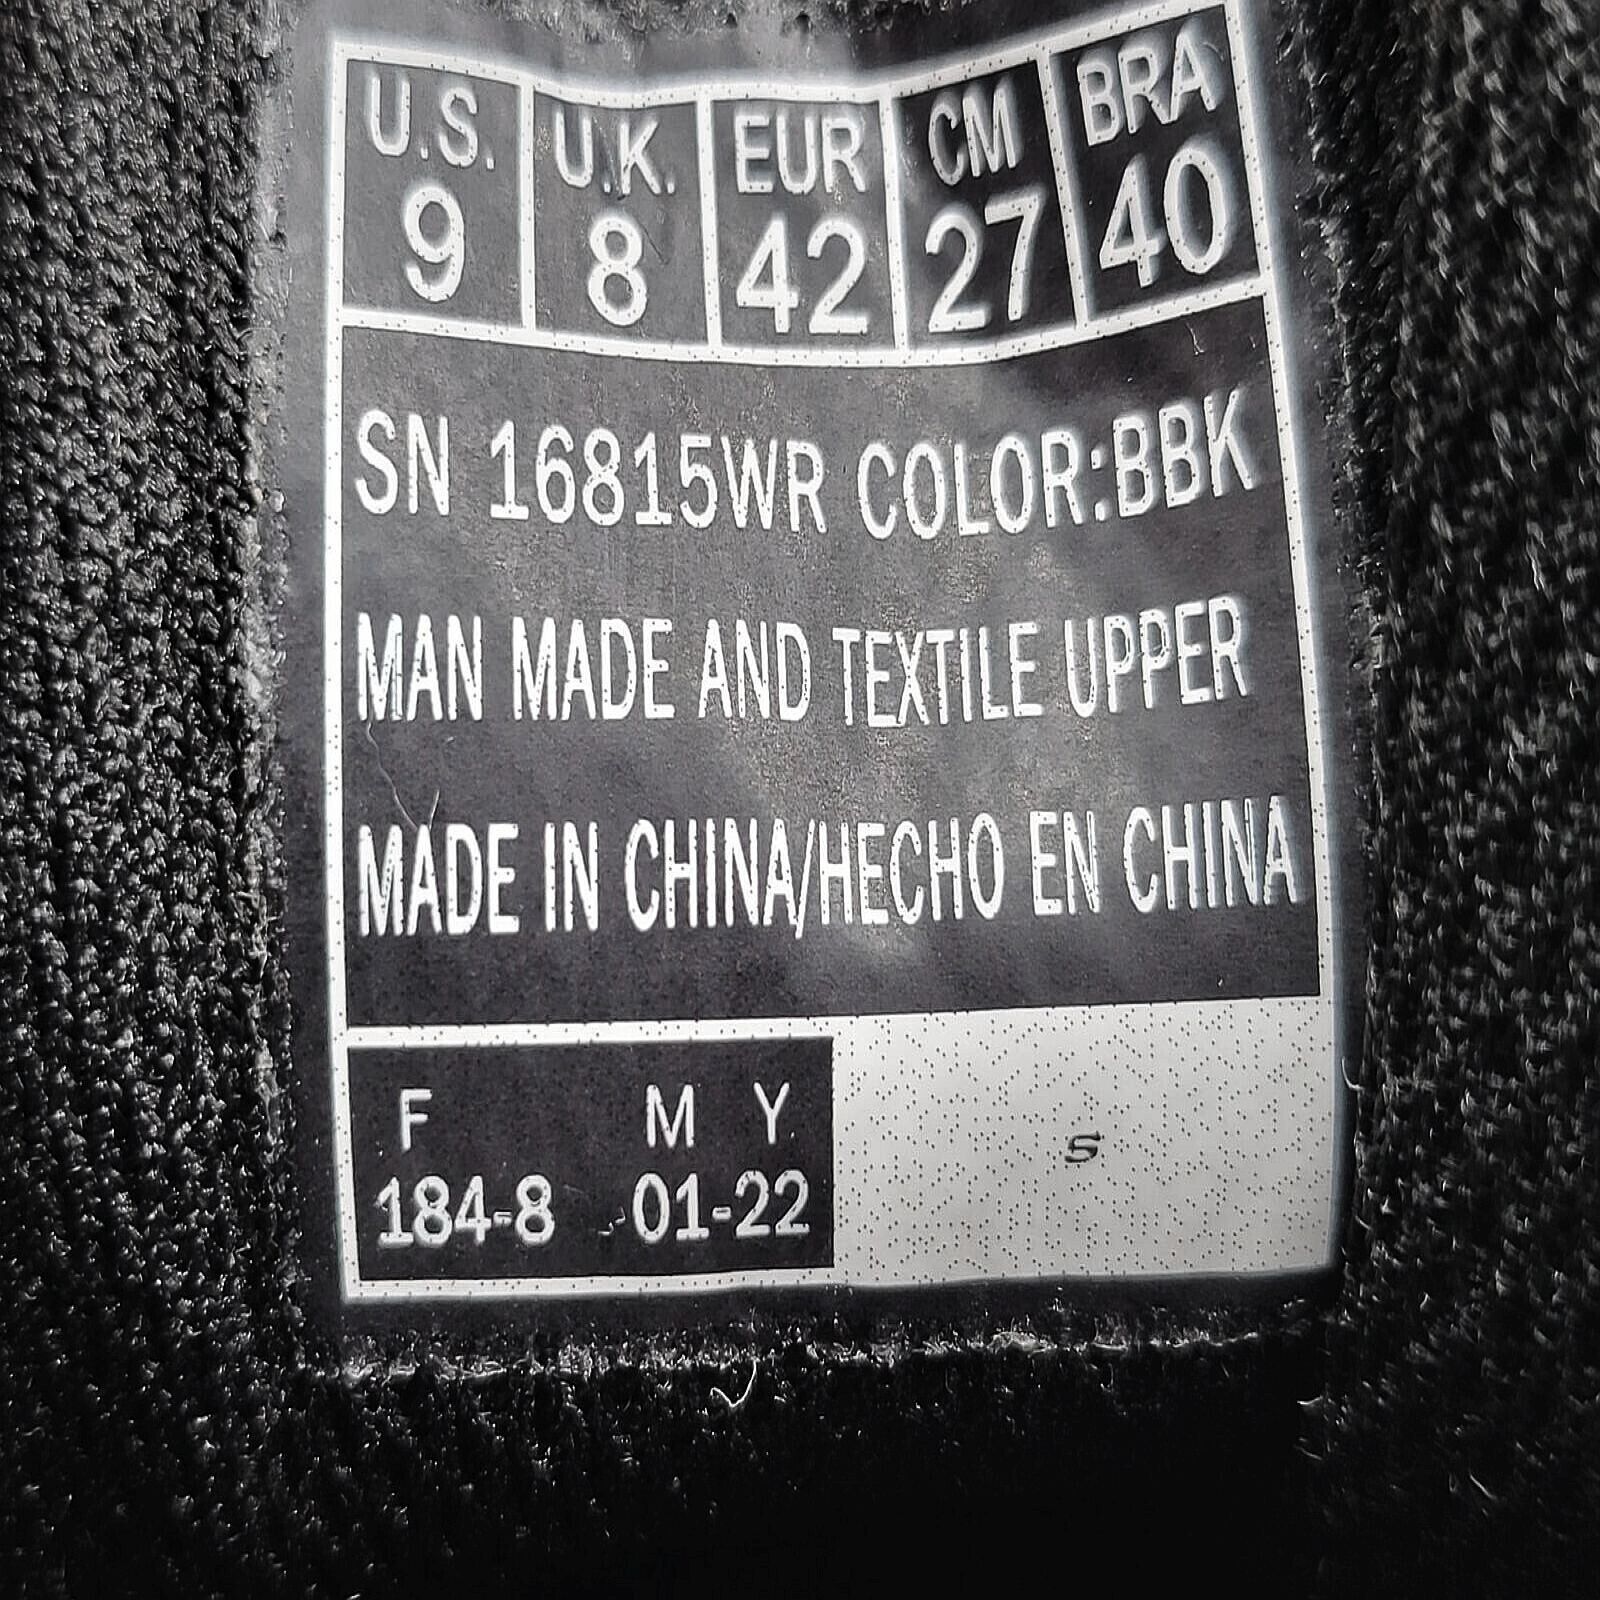 U.S. U.K. EUR CM BRA
9 8 42 27 40
SN 16815WR COLOR:BBK
MAN MADE AND TEXTILE UPPER
MADE IN CHINA/HECHO EN CHINA
F M Y
184-8 01-22
S